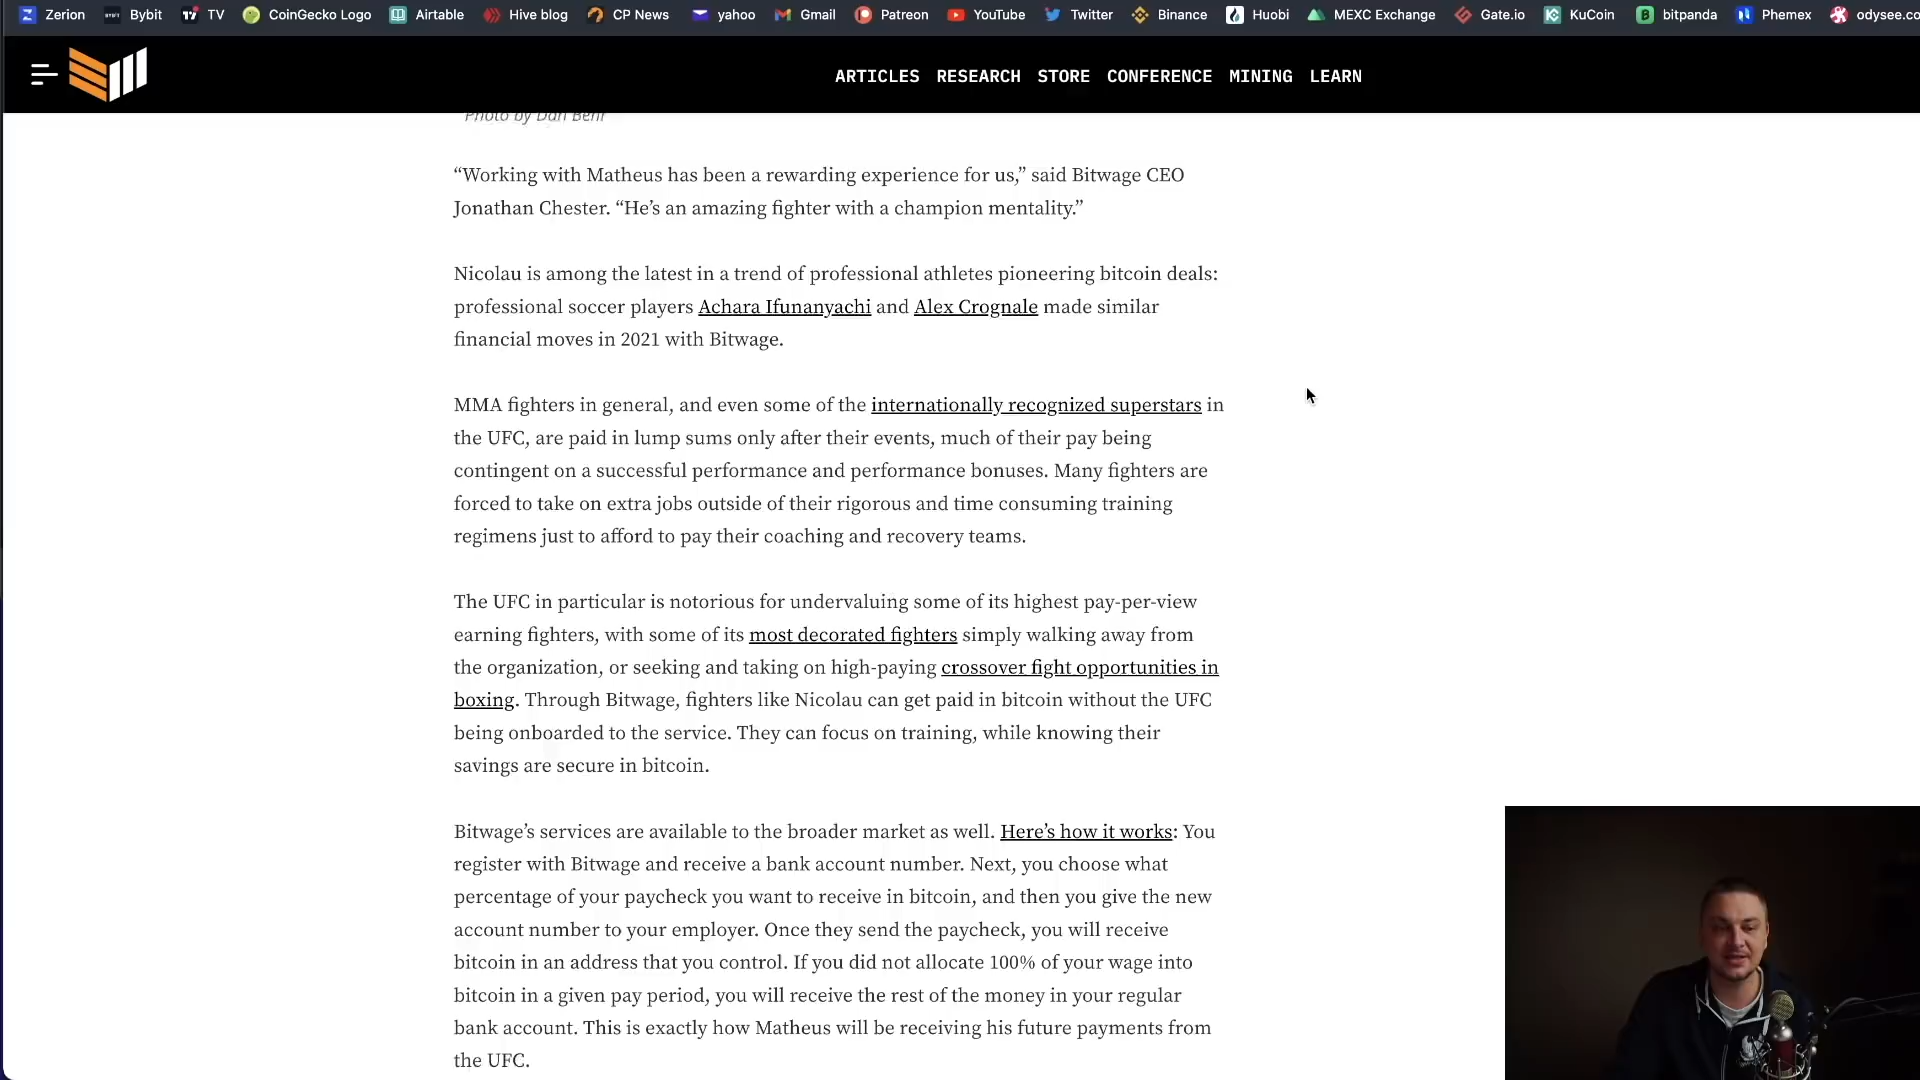 Zerion Bybit TV CoinGecko Logo Airtable Hive blog CP News yahoo Gmail Patreon YouTube Twitter Binance Huobi MEXC Exchange Gate.io KuCoin bitpanda Phemex odysee.co
ARTICLES RESEARCH STORE CONFERENCE MINING LEARN
Photo by Dan Behr
“Working with Matheus has been a rewarding experience for us,” said Bitwage CEO
Jonathan Chester. “He’s an amazing fighter with a champion mentality.”
Nicolau is among the latest in a trend of professional athletes pioneering bitcoin deals:
professional soccer players Achara Ifunanyachi and Alex Crognale made similar
financial moves in 2021 with Bitwage.
MMA fighters in general, and even some of the internationally recognized superstars in
the UFC, are paid in lump sums only after their events, much of their pay being
contingent on a successful performance and performance bonuses. Many fighters are
forced to take on extra jobs outside of their rigorous and time consuming training
regimens just to afford to pay their coaching and recovery teams.
The UFC in particular is notorious for undervaluing some of its highest pay-per-view
earning fighters, with some of its most decorated fighters simply walking away from
the organization, or seeking and taking on high-paying crossover fight opportunities in
boxing. Through Bitwage, fighters like Nicolau can get paid in bitcoin without the UFC
being onboarded to the service. They can focus on training, while knowing their
savings are secure in bitcoin.
Bitwage’s services are available to the broader market as well. Here’s how it works: You
register with Bitwage and receive a bank account number. Next, you choose what
percentage of your paycheck you want to receive in bitcoin, and then you give the new
account number to your employer. Once they send the paycheck, you will receive
bitcoin in an address that you control. If you did not allocate 100% of your wage into
bitcoin in a given pay period, you will receive the rest of the money in your regular
bank account. This is exactly how Matheus will be receiving his future payments from
the UFC.